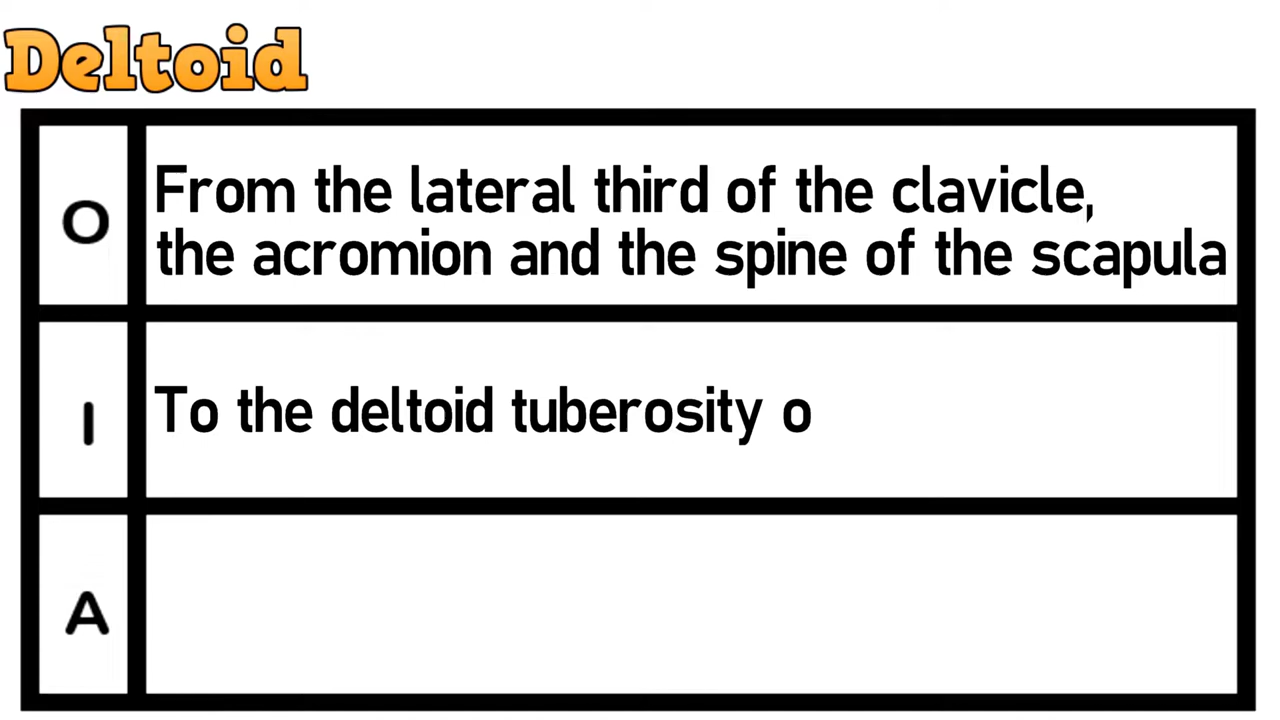 Deltoid
O
From the lateral third of the clavicle,
the acromion and the spine of the scapula
I
To the deltoid tuberosity o
A